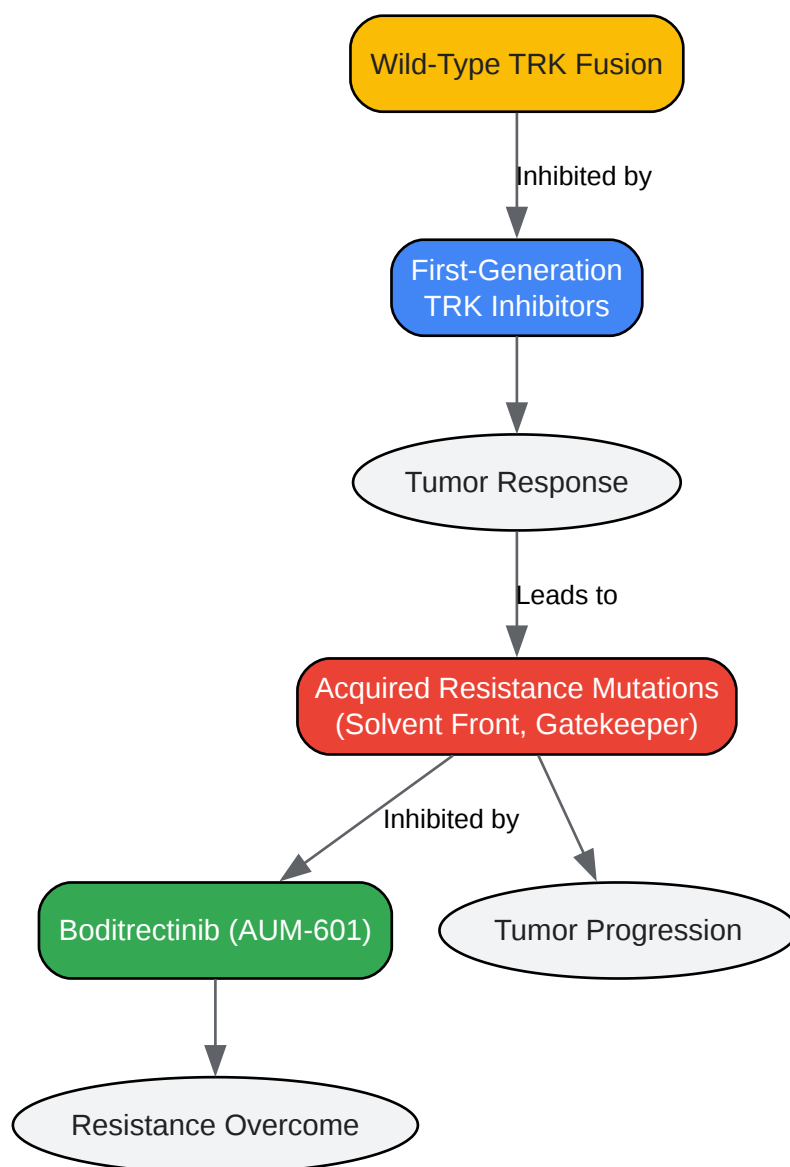 Wild-Type TRK Fusion
Inhibited by
First-Generation
TRK Inhibitors
Tumor Response
Leads to
Acquired Resistance Mutations
(Solvent Front, Gatekeeper)
Inhibited by
Boditrectinib (AUM-601)
Tumor Progression
Resistance Overcome